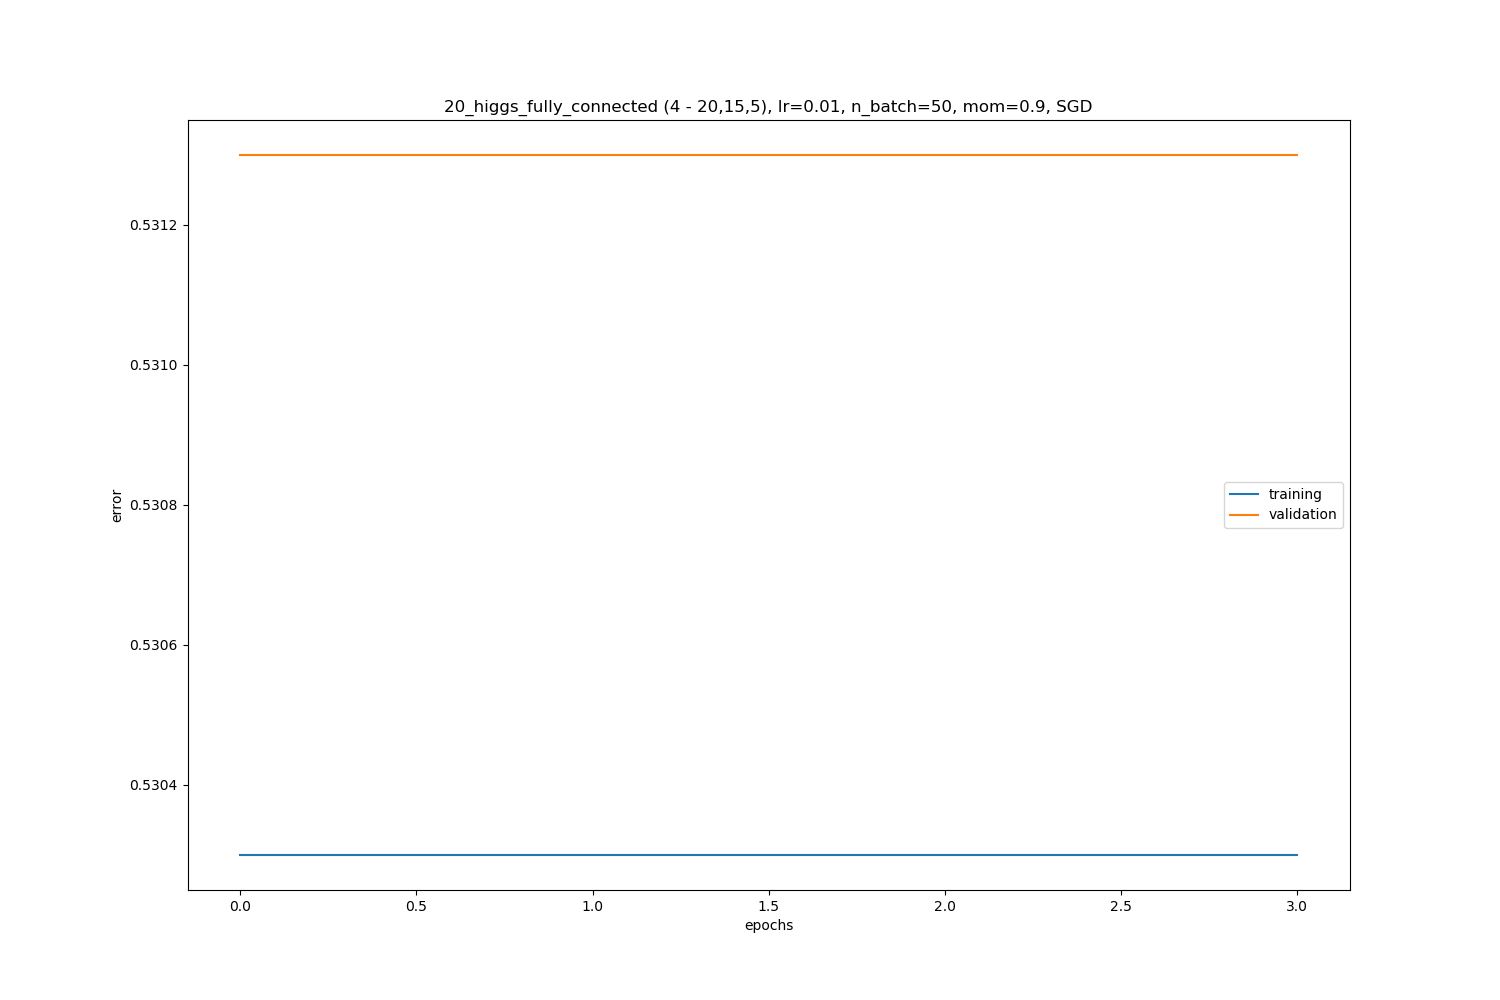 20_higgs_fully_connected (4 - 20,15,5), lr=0.01, n_batch=50, mom=0.9, SGD
0.5312
0.5310
0.5308
0.5306
0.5304
error
training
validation
0.0 0.5 1.0 1.5 2.0 2.5 3.0
epochs